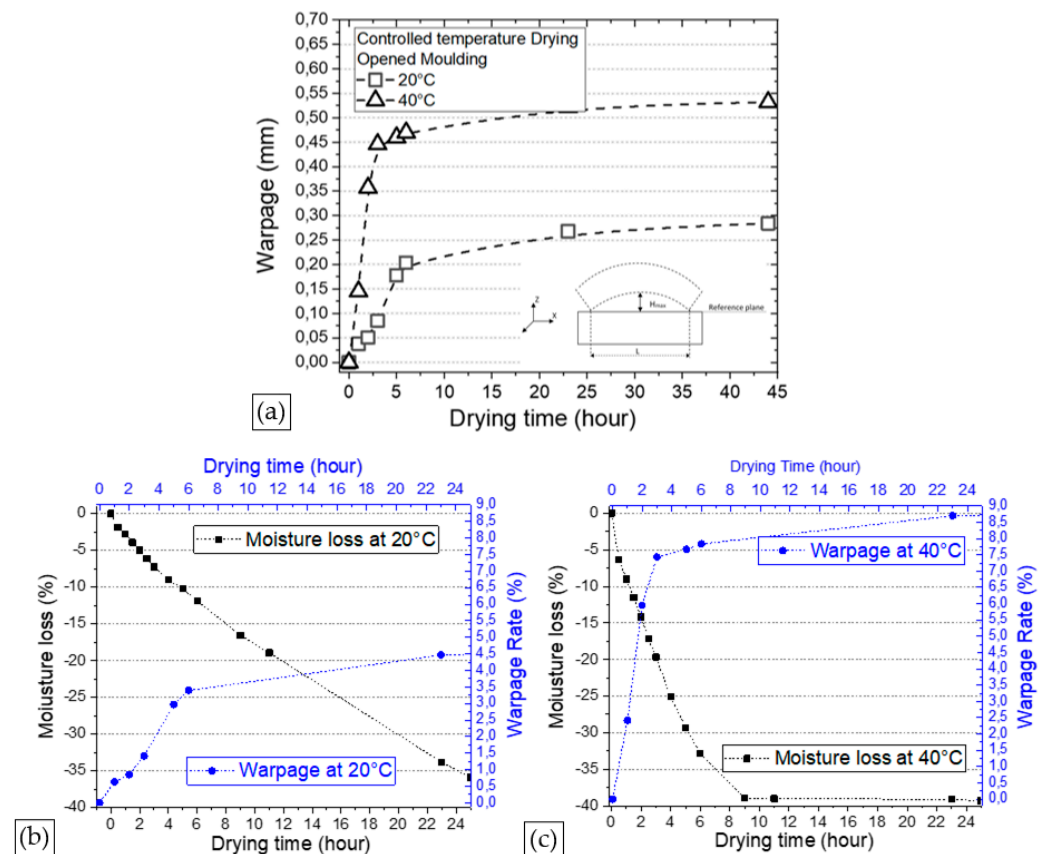 0,70
0,65
0,60
0,55
0,50
0,45
0,40
0,35
0,30
0,25
0,20
0,15
0,10
0,05
0,00
Warpage (mm)
Controlled temperature Drying
Opened Moulding
20°C
40°C
Z
X
Hmax
Reference plane
L
0 5 10 15 20 25 30 35 40 45
Drying time (hour)
(a)
Drying time (hour)
0 2 4 6 8 10 12 14 16 18 20 22 24
0
-5
-10
-15
-20
-25
-30
-35
-40
Moiusture loss (%)
Moisture loss at 20°C
Warpage at 20°C
9,0
8,5
8,0
7,5
7,0
6,5
6,0
5,5
5,0
4,5
4,0
3,5
3,0
2,5
2,0
1,5
1,0
0,5
0,0
Warpage Rate (%)
0 2 4 6 8 10 12 14 16 18 20 22 24
Drying time (hour)
(b)
Drying Time (hour)
0 2 4 6 8 10 12 14 16 18 20 22 24
0
-5
-10
-15
-20
-25
-30
-35
-40
Moisture loss (%)
Warpage at 40°C
Moisture loss at 40°C
9,0
8,5
8,0
7,5
7,0
6,5
6,0
5,5
5,0
4,5
4,0
3,5
3,0
2,5
2,0
1,5
1,0
0,5
0,0
Warpage Rate (%)
0 2 4 6 8 10 12 14 16 18 20 22 24
Drying time (hour)
(c)